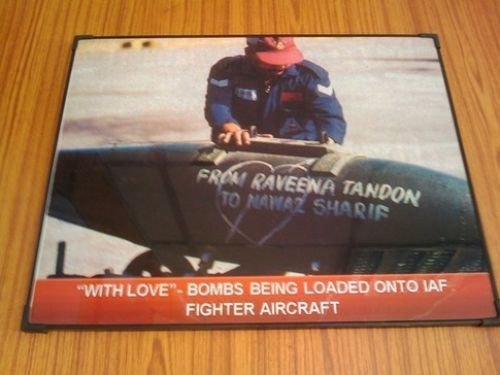 FROM RAVEENA TANDON
TO NAWAZ SHARIF
"WITH LOVE"- BOMBS BEING LOADED ONTO IAF
FIGHTER AIRCRAFT